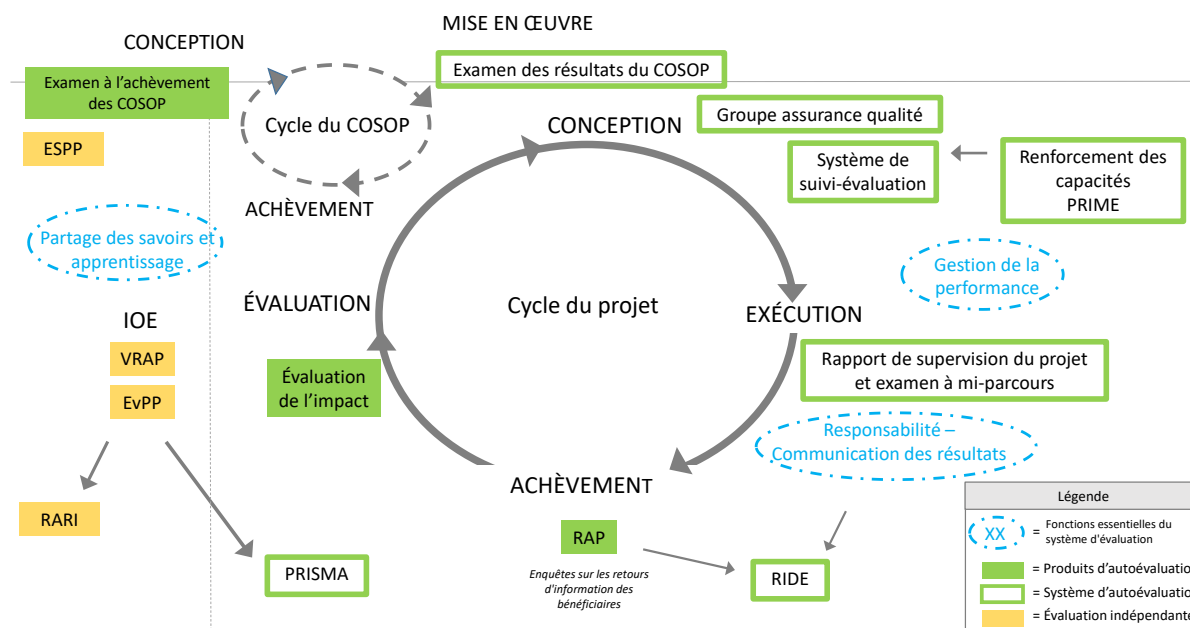 MISE EN ŒUVRE
CONCEPTION
Examen des résultats du COSOP
Examen à l'achèvement
des COSOP
Groupe assurance qualité
Cycle du COSOP
CONCEPTION
ESPP
Système de
suivi-évaluation
Renforcement des
capacités
PRIME
ACHÈVEMENT
Partage des savoirs et
apprentissage
Gestion de la
performance
ÉVALUATION
Cycle du projet
EXÉCUTION
IOE
VRAP
EvPP
Évaluation
de l'impact
Rapport de supervision du projet
et examen à mi-parcours
Responsabilité –
Communication des résultats
ACHÈVEMENT
RARI
RAP
PRISMA
RIDE
Enquêtes sur les retours
d'information des
bénéficiaires
Légende
XX
= Fonctions essentielles du
système d'évaluation
= Produits d'autoévaluation
= Système d'autoévaluation
= Évaluation indépendante